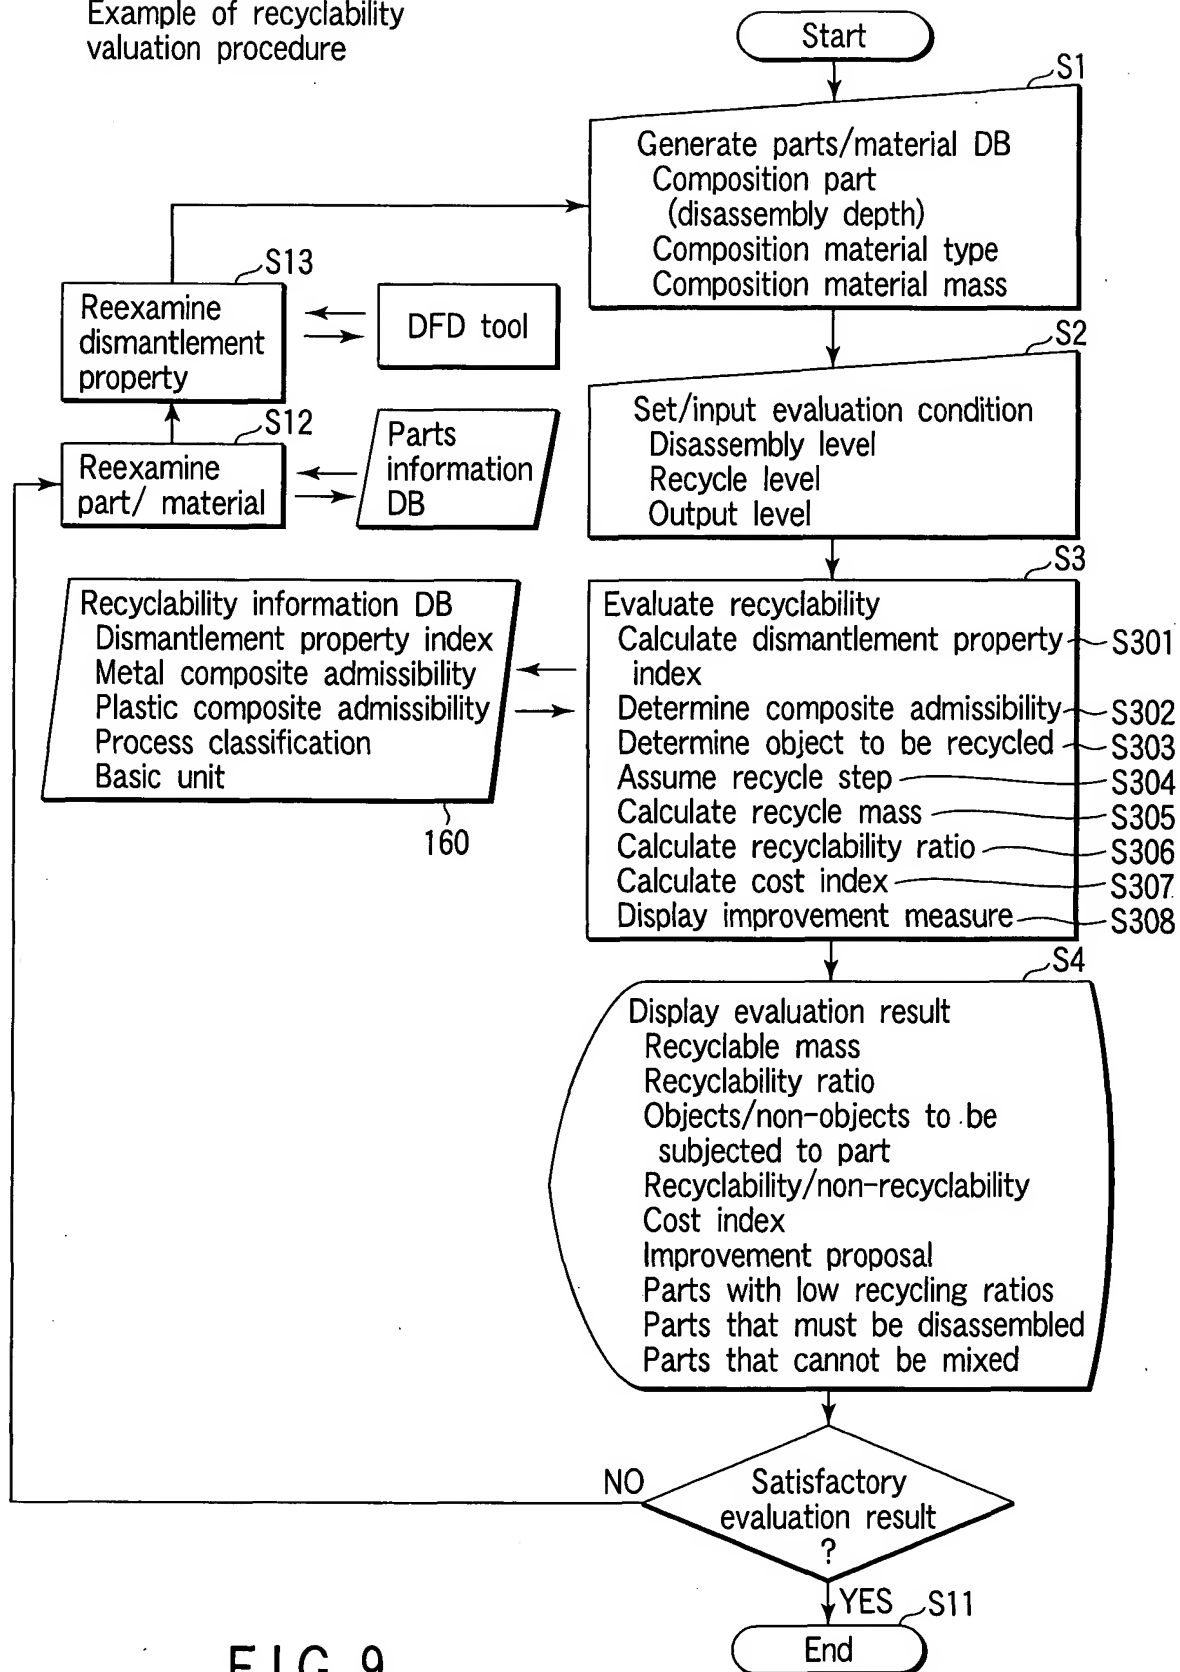 Example of recyclability
valuation procedure
Start
S1
Generate parts/material DB
Composition part
(disassembly depth)
Composition material type
Composition material mass
S13
Reexamine
dismantlement
property
DFD tool
S2
Set/input evaluation condition
Disassembly level
Recycle level
Output level
S12
Reexamine
part/ material
Parts
information
DB
S3
Evaluate recyclability
Calculate dismantlement property
index
S301
Determine composite admissibility
S302
Determine object to be recycled
S303
Assume recycle step
S304
Calculate recycle mass
S305
Calculate recyclability ratio
S306
Calculate cost index
S307
Display improvement measure
S308
Recyclability information DB
Dismantlement property index
Metal composite admissibility
Plastic composite admissibility
Process classification
Basic unit
160
S4
Display evaluation result
Recyclable mass
Recyclability ratio
Objects/non-objects to be
subjected to part
Recyclability/non-recyclability
Cost index
Improvement proposal
Parts with low recycling ratios
Parts that must be disassembled
Parts that cannot be mixed
NO
Satisfactory
evaluation result
?
YES
S11
End
FIG. 9